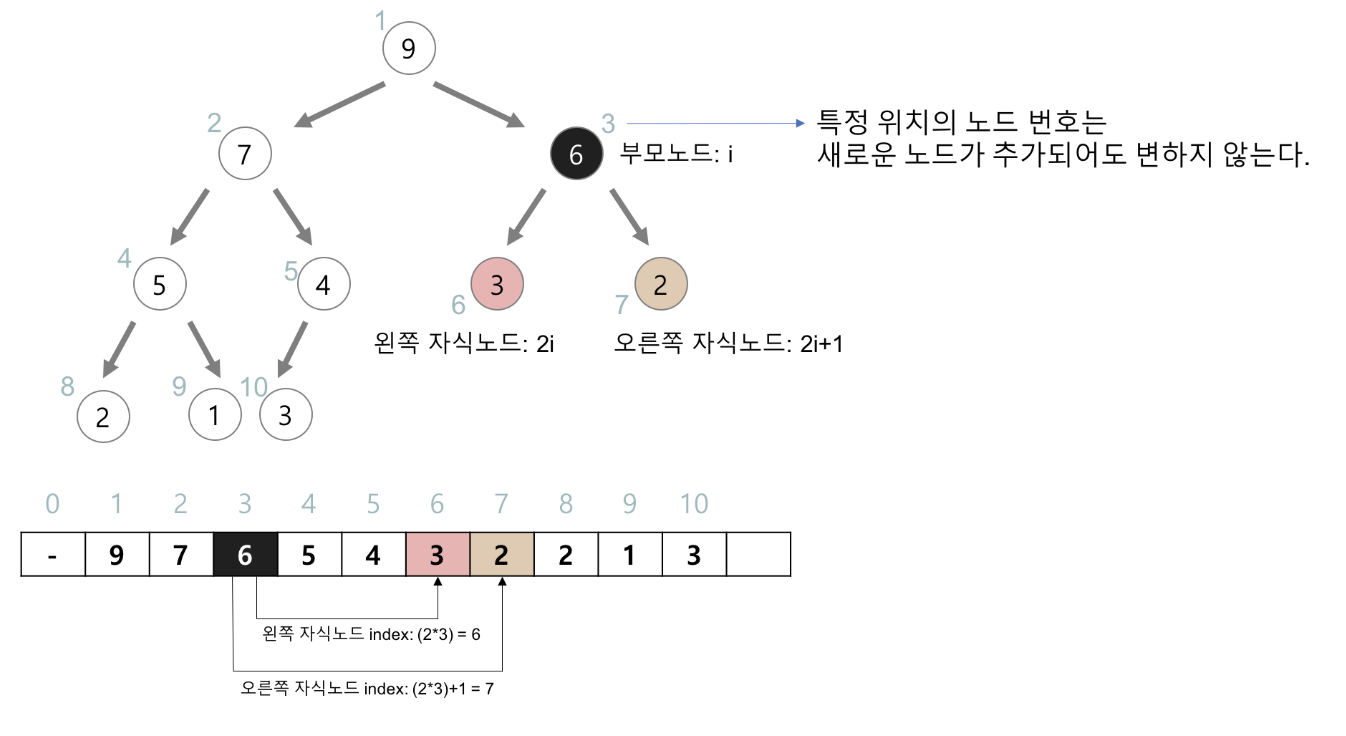 1
9
2
7
3
6
부모노드: i
특정 위치의 노드 번호는
새로운 노드가 추가되어도 변하지 않는다.
4
5
5
4
6
3
7
2
왼쪽 자식노드: 2i
오른쪽 자식노드: 2i+1
8
2
9
1
10
3
0 1 2 3 4 5 6 7 8 9 10
- 9 7 6 5 4 3 2 2 1 3
왼쪽 자식노드 index: (2*3) = 6
오른쪽 자식노드 index: (2*3)+1 = 7